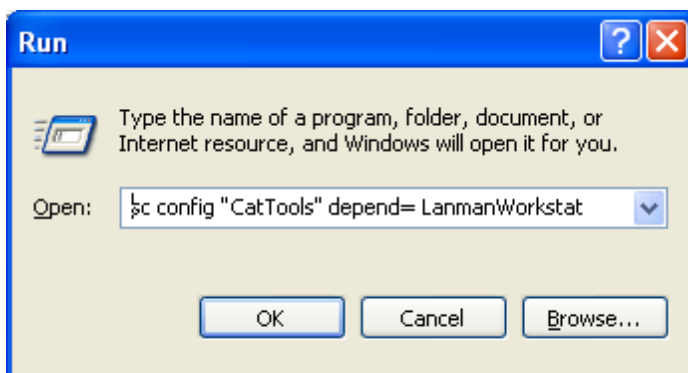 Run
Type the name of a program, folder, document, or
Internet resource, and Windows will open it for you.
Open: sc config "CatTools" depend= LanmanWorkstat
OK Cancel Browse...